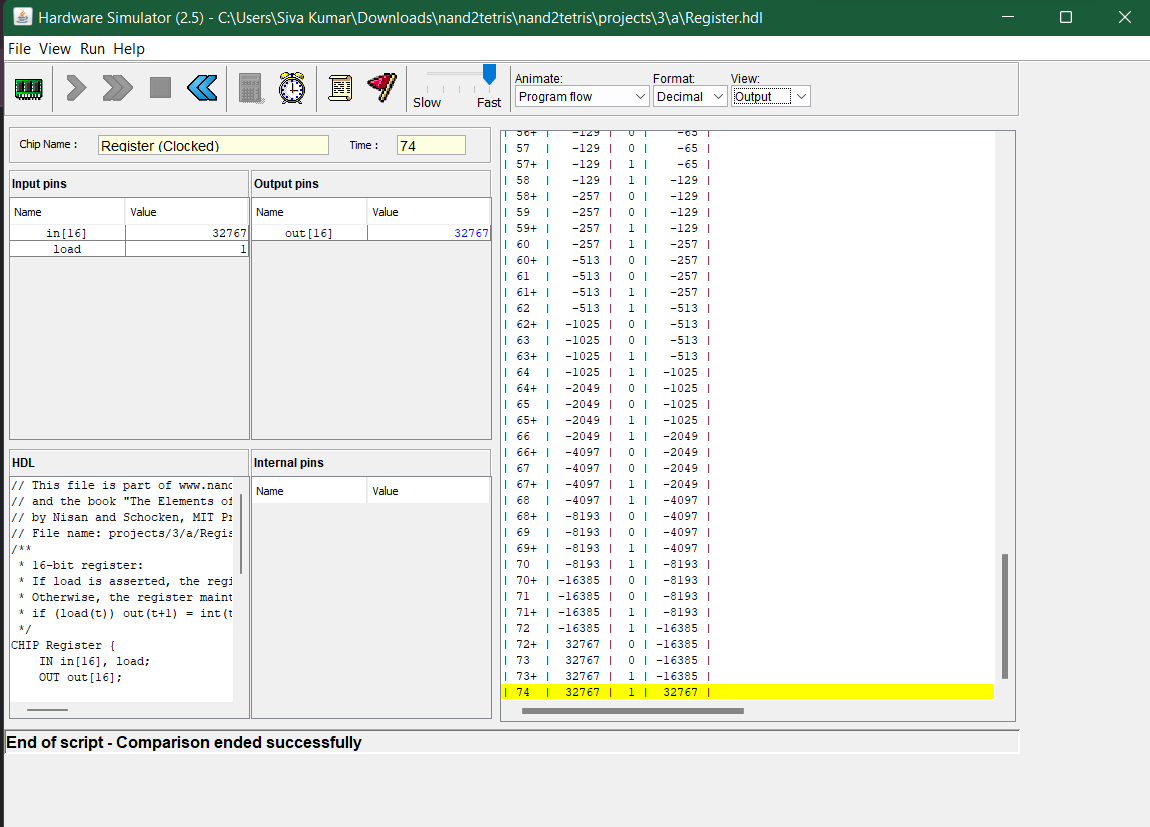 Hardware Simulator (2.5) - C:\Users\Siva Kumar\Downloads\nand2tetris\nand2tetris\projects\3\a\Register.hdl
File View Run Help
Slow Fast
Animate: Format: View:
Program flow Decimal Output
Chip Name : Register (Clocked) Time : 74
Input pins
Name Value
in[16] 32767
load 1
Output pins
Name Value
out[16] 32767
HDL
// This file is part of www.nand
// and the book "The Elements of
// by Nisan and Schocken, MIT Pr
// File name: projects/3/a/Regis
/**
* 16-bit register:
* If load is asserted, the regi
* Otherwise, the register maint
* if (load(t)) out(t+1) = int(t
*/
CHIP Register {
IN in[16], load;
OUT out[16];
Internal pins
Name Value
| 56+ | -129 | 0 | -65 |
| 57 | -129 | 0 | -65 |
| 57+ | -129 | 1 | -65 |
| 58 | -129 | 1 | -129 |
| 58+ | -257 | 0 | -129 |
| 59 | -257 | 0 | -129 |
| 59+ | -257 | 1 | -129 |
| 60 | -257 | 1 | -257 |
| 60+ | -513 | 0 | -257 |
| 61 | -513 | 0 | -257 |
| 61+ | -513 | 1 | -257 |
| 62 | -513 | 1 | -513 |
| 62+ | -1025 | 0 | -513 |
| 63 | -1025 | 0 | -513 |
| 63+ | -1025 | 1 | -513 |
| 64 | -1025 | 1 | -1025 |
| 64+ | -2049 | 0 | -1025 |
| 65 | -2049 | 0 | -1025 |
| 65+ | -2049 | 1 | -1025 |
| 66 | -2049 | 1 | -2049 |
| 66+ | -4097 | 0 | -2049 |
| 67 | -4097 | 0 | -2049 |
| 67+ | -4097 | 1 | -2049 |
| 68 | -4097 | 1 | -4097 |
| 68+ | -8193 | 0 | -4097 |
| 69 | -8193 | 0 | -4097 |
| 69+ | -8193 | 1 | -4097 |
| 70 | -8193 | 1 | -8193 |
| 70+ | -16385 | 0 | -8193 |
| 71 | -16385 | 0 | -8193 |
| 71+ | -16385 | 1 | -8193 |
| 72 | -16385 | 1 | -16385 |
| 72+ | 32767 | 0 | -16385 |
| 73 | 32767 | 0 | -16385 |
| 73+ | 32767 | 1 | -16385 |
| 74 | 32767 | 1 | 32767 |
End of script - Comparison ended successfully